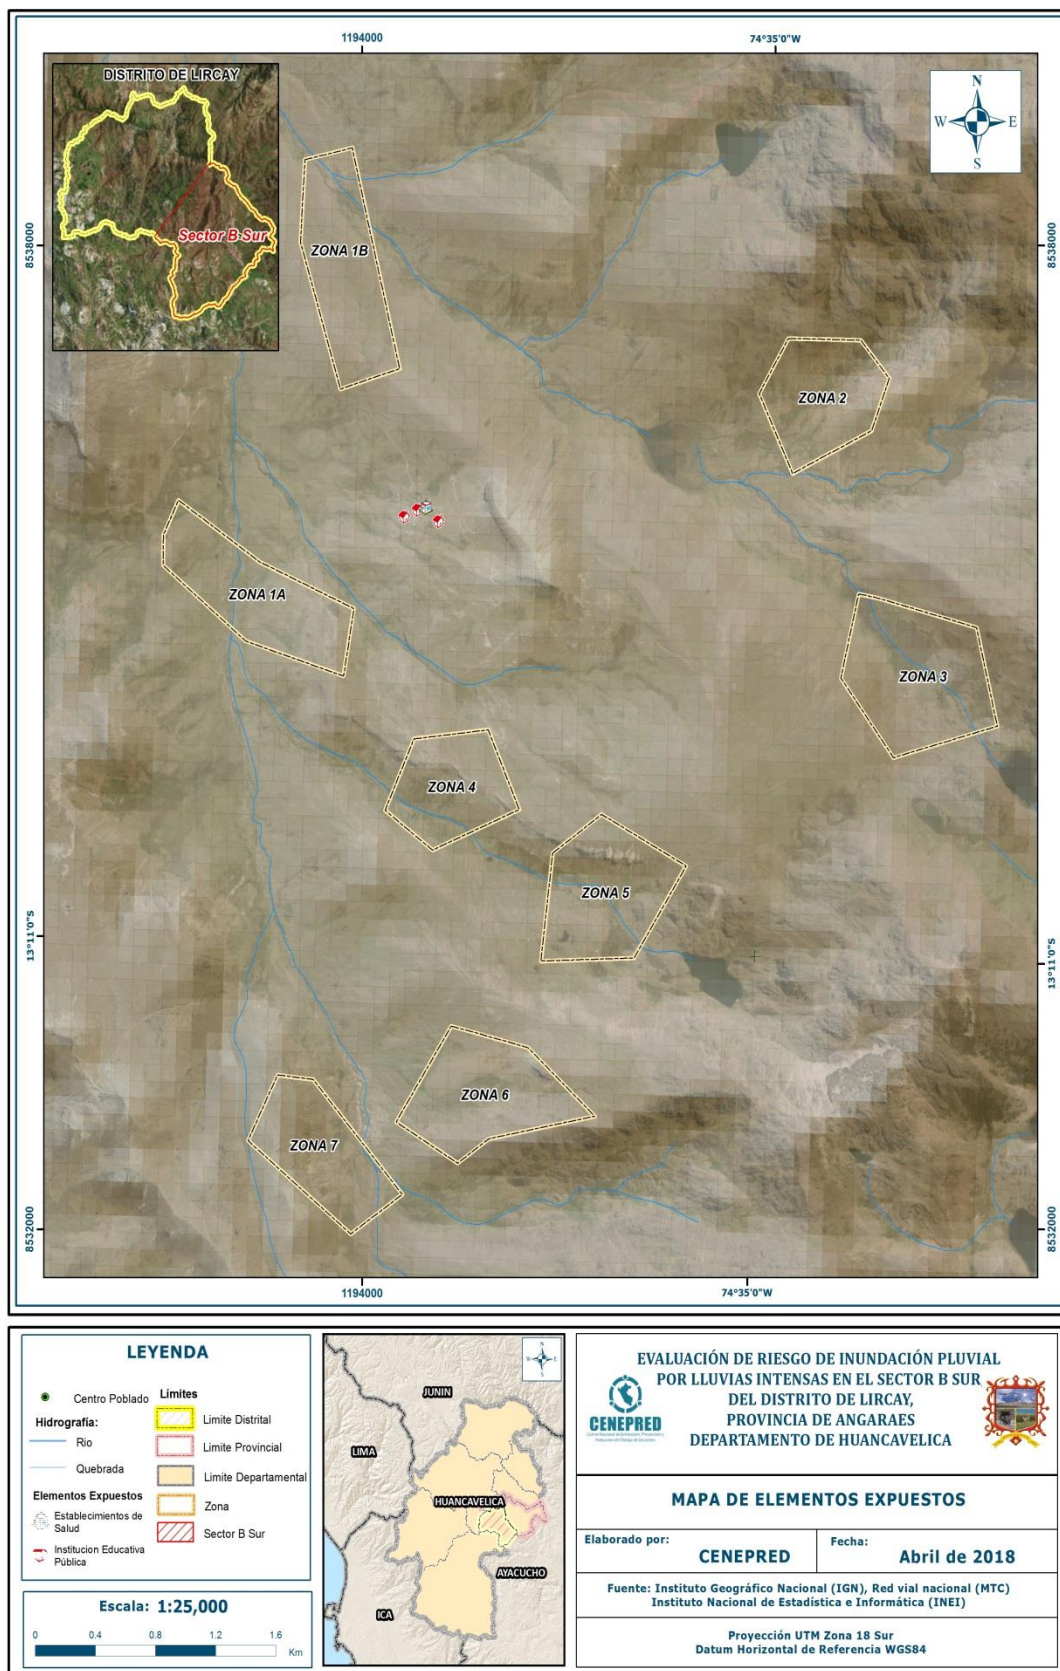 1194000
74°35'0"W
DISTRITO DE LIRCAY
Sector B Sur
N
W
E
S
8538000
8538000
ZONA 1B
ZONA 2
ZONA 1A
ZONA 3
ZONA 4
ZONA 5
13°11'0"S
13°11'0"S
ZONA 6
ZONA 7
8532000
8532000
1194000
74°35'0"W
LEYENDA
Centro Poblado
Hidrografía:
Rio
Quebrada
Elementos Expuestos
Establecimientos de
Salud
Institucion Educativa
Pública
Límites
Limite Distrital
Limite Provincial
Limite Departamental
Zona
Sector B Sur
Escala: 1:25,000
0 0.4 0.8 1.2 1.6
Km
N
W
E
S
JUNIN
LIMA
HUANCAVELICA
AYACUCHO
ICA
EVALUACIÓN DE RIESGO DE INUNDACIÓN PLUVIAL
POR LLUVIAS INTENSAS EN EL SECTOR B SUR
DEL DISTRITO DE LIRCAY,
PROVINCIA DE ANGARAES
DEPARTAMENTO DE HUANCAVELICA
CENEPRED
MAPA DE ELEMENTOS EXPUESTOS
Elaborado por:
CENEPRED
Fecha:
Abril de 2018
Fuente: Instituto Geográfico Nacional (IGN), Red vial nacional (MTC)
Instituto Nacional de Estadística e Informática (INEI)
Proyección UTM Zona 18 Sur
Datum Horizontal de Referencia WGS84